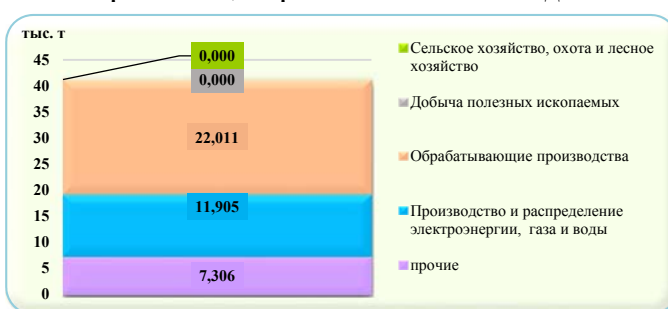 тыс. т
45
40
35
30
25
20
15
10
5
0
0,000
0,000
22,011
11,905
7,306
Сельское хозяйство, охота и лесное
хозяйство
Добыча полезных ископаемых
Обрабатывающие производства
Производство и распределение
электроэнергии, газа и воды
прочие